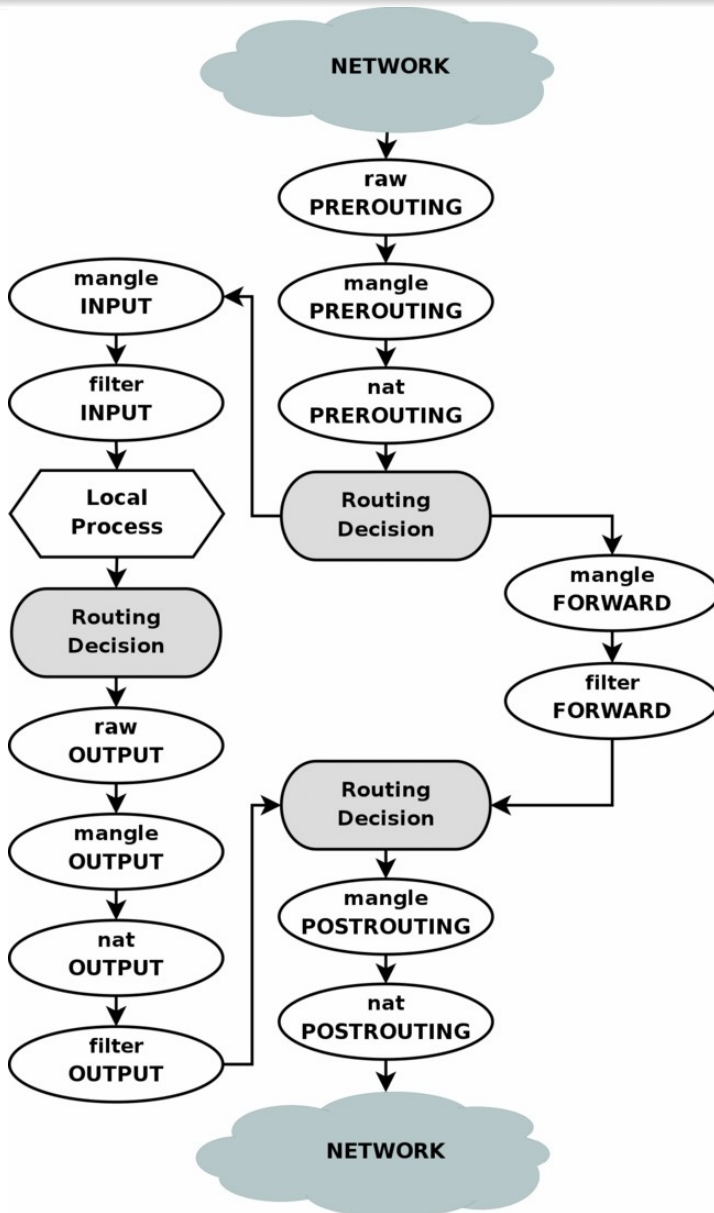 NETWORK
raw
PREROUTING
mangle
PREROUTING
nat
PREROUTING
Routing
Decision
mangle
INPUT
filter
INPUT
Local
Process
Routing
Decision
raw
OUTPUT
mangle
OUTPUT
nat
OUTPUT
filter
OUTPUT
mangle
FORWARD
filter
FORWARD
Routing
Decision
mangle
POSTROUTING
nat
POSTROUTING
NETWORK